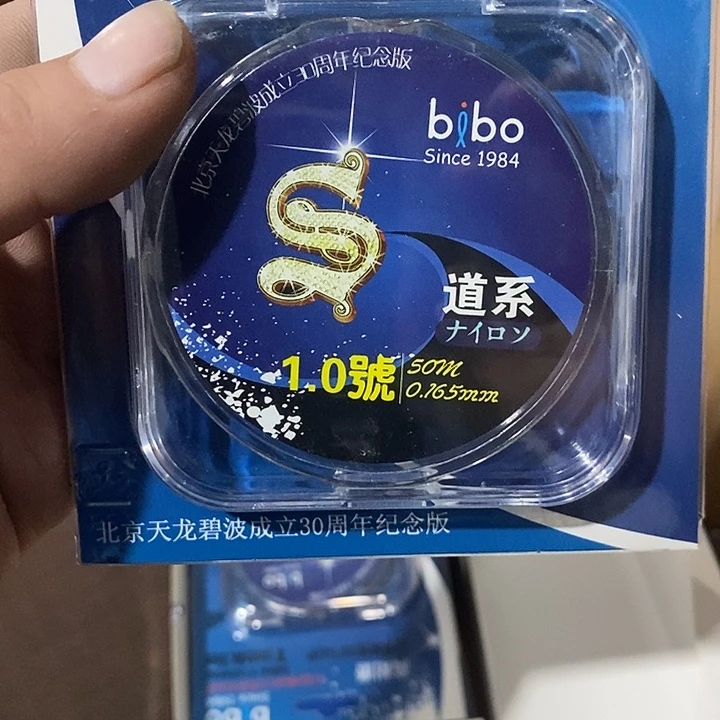 北京天龙碧波成立30周年纪念版
bibo
Since 1984
S
道系
ナイロン
1.0號
50M
0.165mm
北京天龙碧波成立30周年纪念版